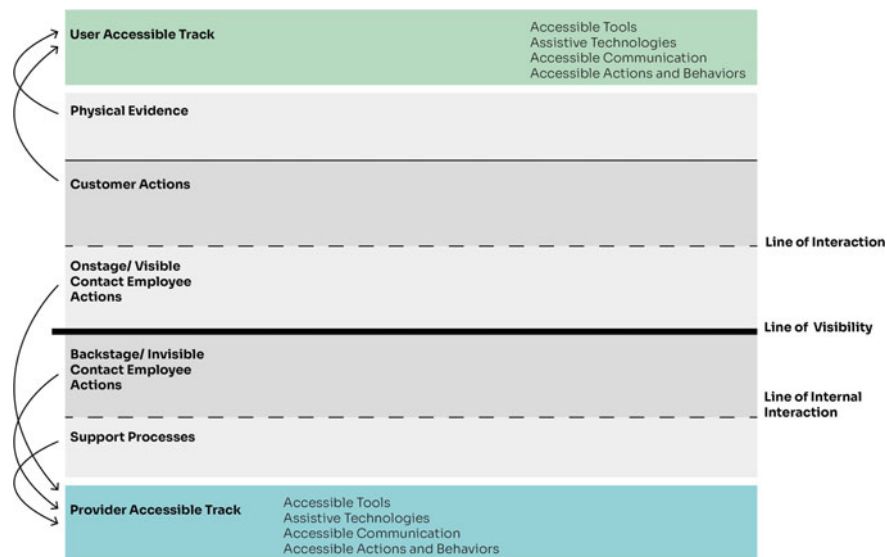 User Accessible Track
Accessible Tools
Assistive Technologies
Accessible Communication
Accessible Actions and Behaviors
Physical Evidence
Customer Actions
Line of Interaction
Onstage/ Visible
Contact Employee
Actions
Line of Visibility
Backstage/ Invisible
Contact Employee
Actions
Line of Internal
Interaction
Support Processes
Provider Accessible Track
Accessible Tools
Assistive Technologies
Accessible Communication
Accessible Actions and Behaviors